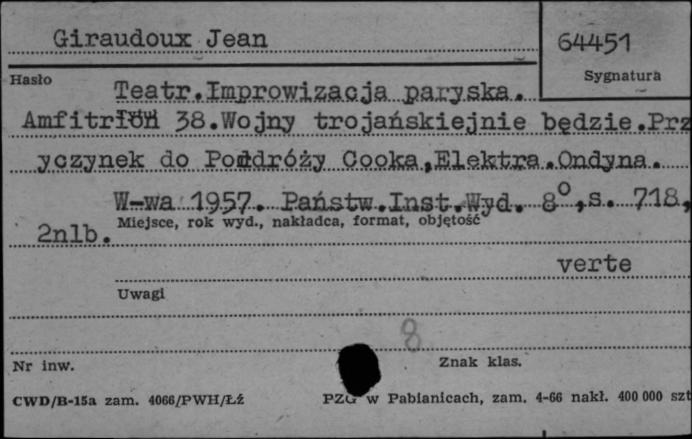 Giraudoux Jean
64451
Sygnatura
Hasło
Teatr.Improwizacja paryska.
Amfitrion 38.Wojny trojańskiejnie będzie.Prz
yczynek do Podróży Cooka,Elektra.Ondyna.
W-wa 1957. Państw.Inst.Wyd. 8°,s. 718,
Miejsce, rok wyd., nakładca, format, objętość
2nlb.
verte
Uwagi
8
Nr inw.
Znak klas.
CWD/B-15a zam. 4066/PWH/Łź
PZG w Pabianicach, zam. 4-66 nakł. 400 000 szt